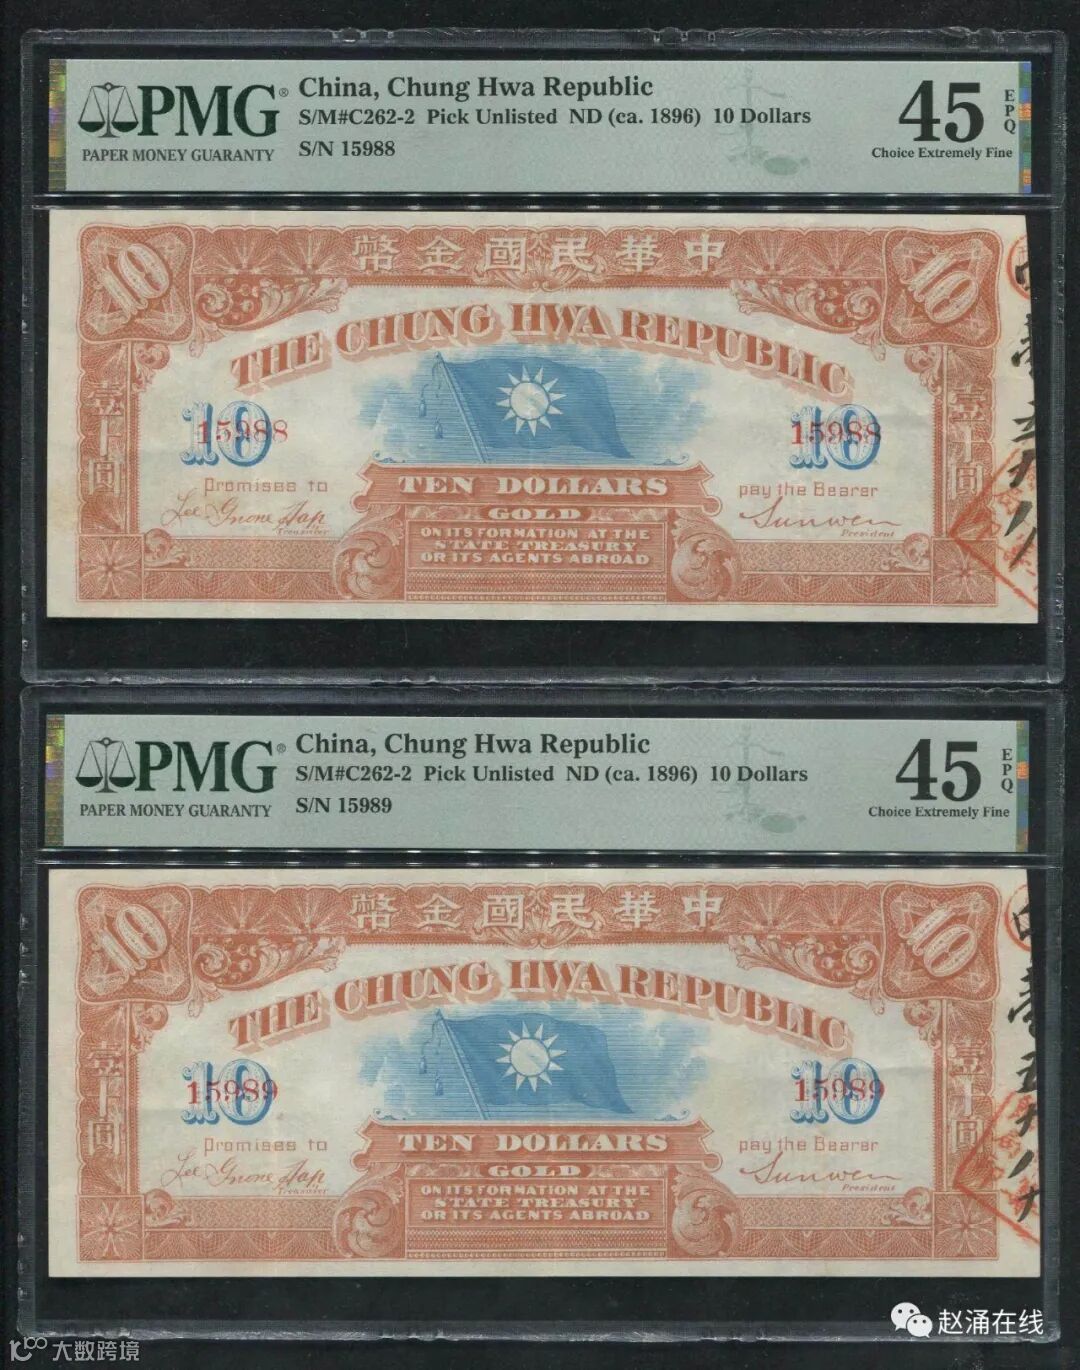 PMG®
PAPER MONEY GUARANTY
China, Chung Hwa Republic
S/M#C262-2 Pick Unlisted ND (ca. 1896) 10 Dollars
S/N 15988
45
EPQ
Choice Extremely Fine
10
幣金國民華中
10
THE CHUNG HWA REPUBLIC
壹十圓
壹十圓
10
15988
10
15988
Promises to
TEN DOLLARS
pay the Bearer
GOLD
Treasurer
Sunwen
President
ON ITS FORMATION AT THE
STATE TREASURY
OR ITS AGENTS ABROAD
PMG®
PAPER MONEY GUARANTY
China, Chung Hwa Republic
S/M#C262-2 Pick Unlisted ND (ca. 1896) 10 Dollars
S/N 15989
45
EPQ
Choice Extremely Fine
10
幣金國民華中
10
THE CHUNG HWA REPUBLIC
壹十圓
壹十圓
10
15989
10
15989
Promises to
TEN DOLLARS
pay the Bearer
GOLD
Treasurer
Sunwen
President
ON ITS FORMATION AT THE
STATE TREASURY
OR ITS AGENTS ABROAD
赵涌在线
大数跨境